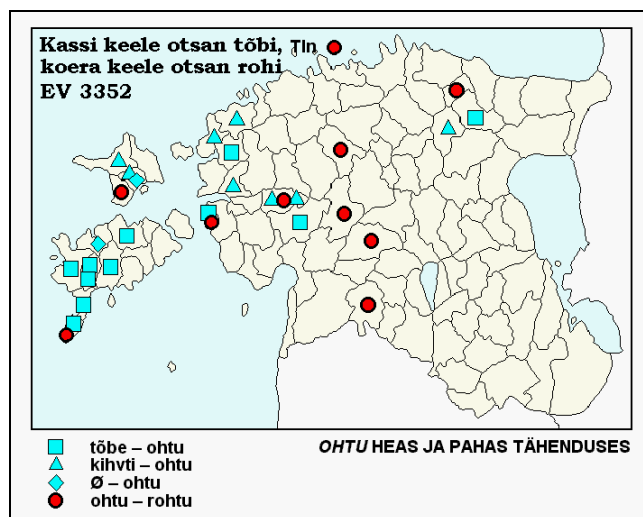 Kassi keele otsan tõbi,
koera keele otsan rohi
EV 3352
Tln
tõbe – ohtu
kihvti – ohtu
Ø – ohtu
ohtu – rohtu
OHTU HEAS JA PAHAS TÄHENDUSES